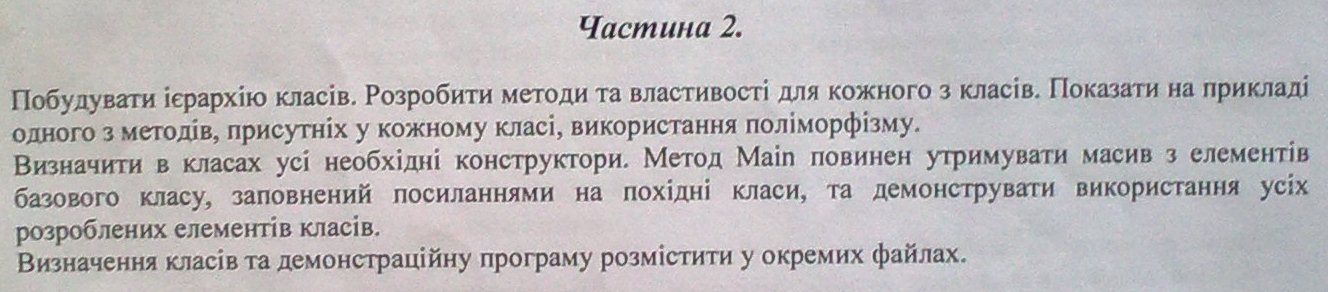 Частина 2.
Побудувати ієрархію класів. Розробити методи та властивості для кожного з класів. Показати на прикладі
одного з методів, присутніх у кожному класі, використання поліморфізму.
Визначити в класах усі необхідні конструктори. Метод Main повинен утримувати масив з елементів
базового класу, заповнений посиланнями на похідні класи, та демонструвати використання усіх
розроблених елементів класів.
Визначення класів та демонстраційну програму розмістити у окремих файлах.